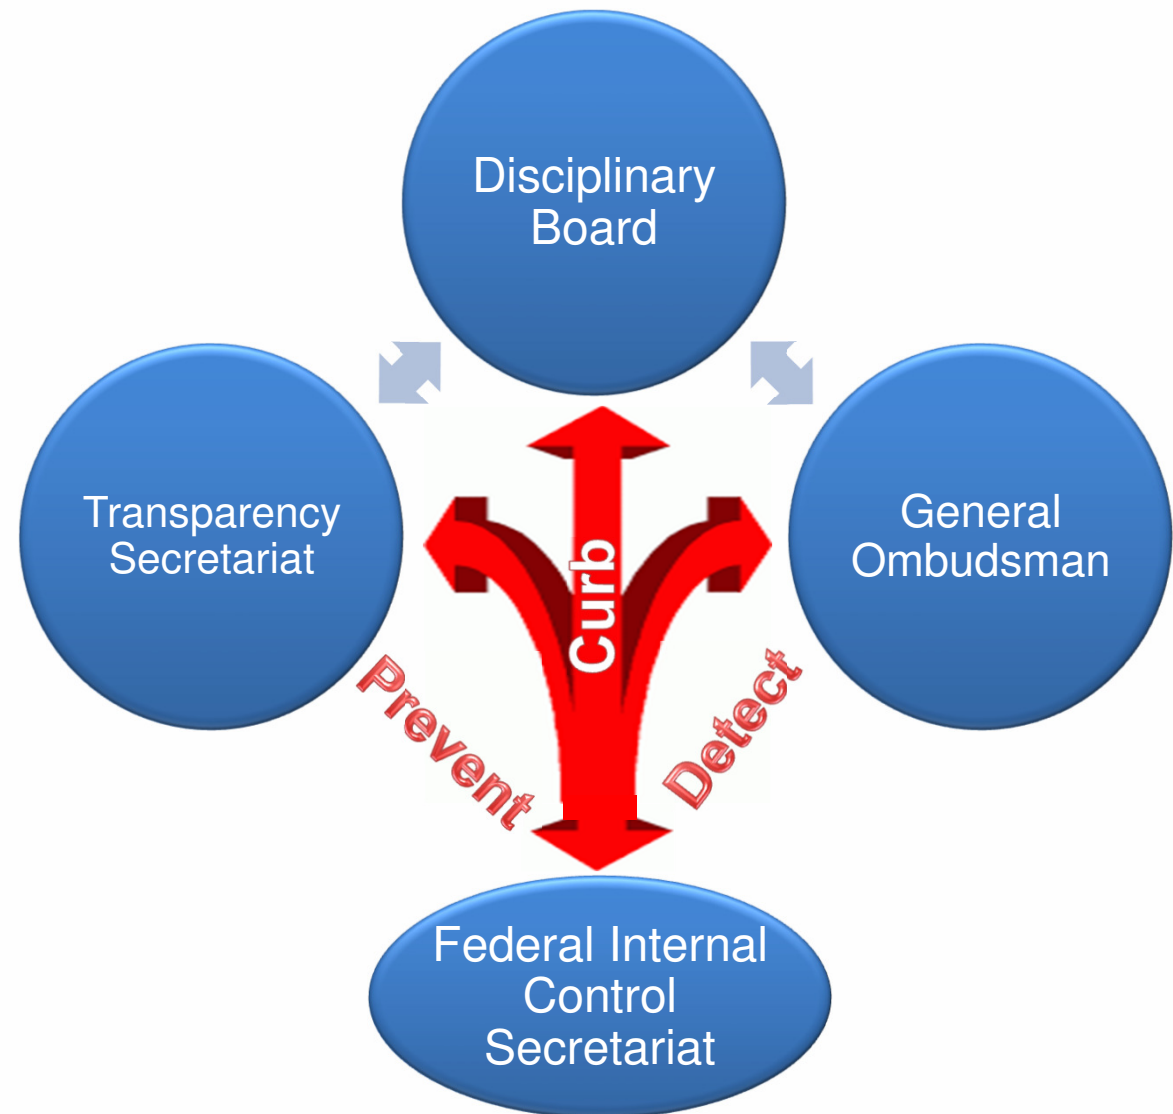 Disciplinary
Board
Transparency
Secretariat
General
Ombudsman
Curb
Prevent
Detect
Federal Internal
Control
Secretariat